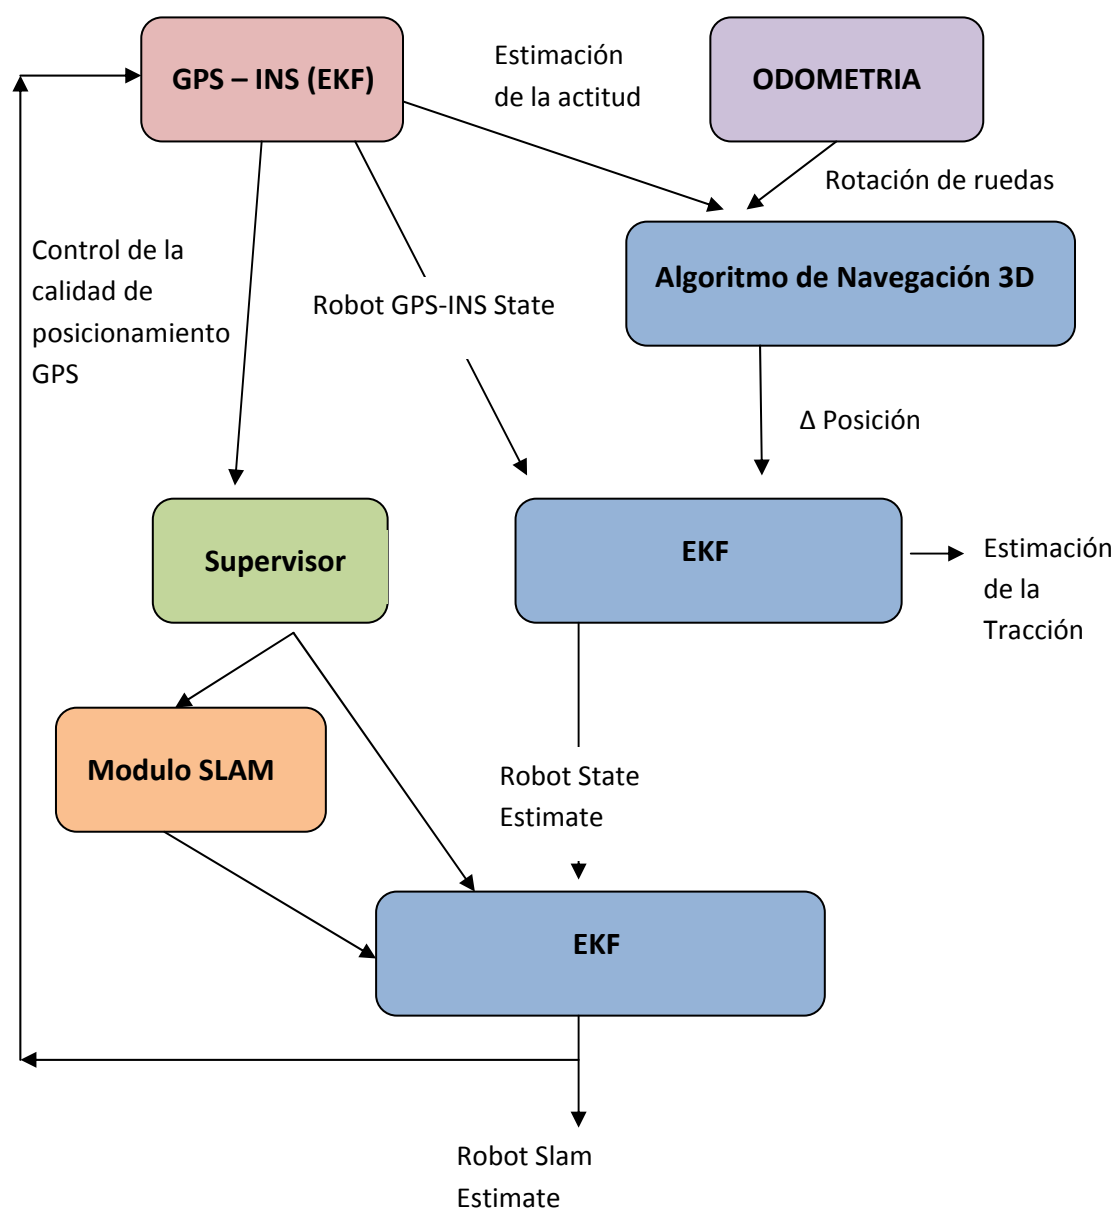 GPS – INS (EKF)
Estimación
de la actitud
ODOMETRIA
Rotación de ruedas
Control de la
calidad de
posicionamiento
GPS
Robot GPS-INS State
Algoritmo de Navegación 3D
Δ Posición
Supervisor
EKF
Estimación
de la
Tracción
Modulo SLAM
Robot State
Estimate
EKF
Robot Slam
Estimate